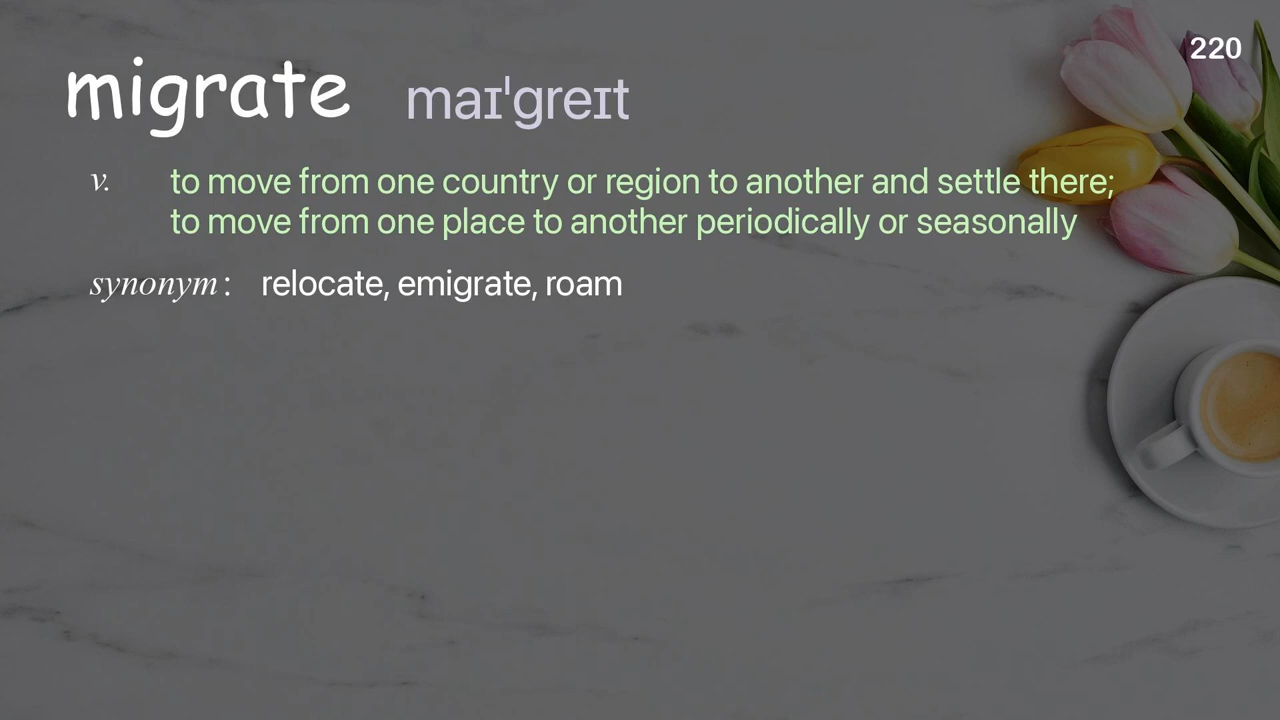 220
migrate maɪˈɡreɪt
v. to move from one country or region to another and settle there;
to move from one place to another periodically or seasonally
synonym: relocate, emigrate, roam